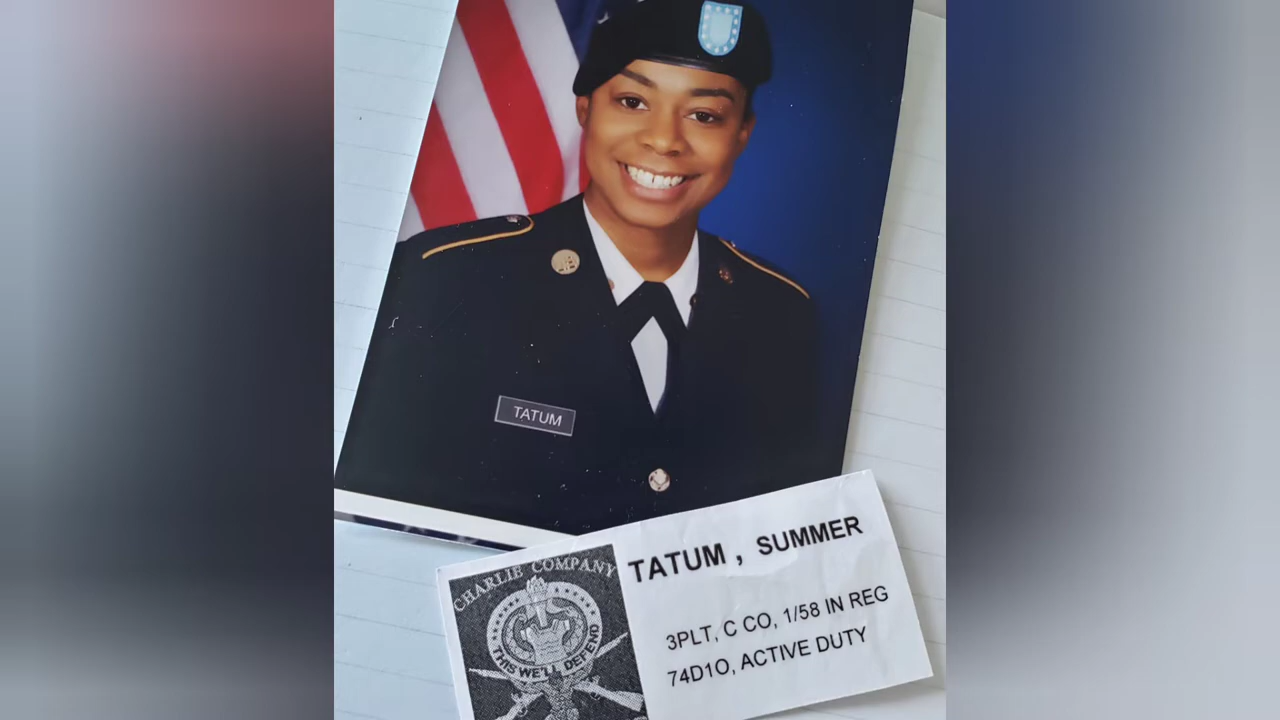 TATUM
TATUM , SUMMER
CHARLIE COMPANY
3PLT, C CO, 1/58 IN REG
THIS WE'LL DEFEND
74D1O, ACTIVE DUTY